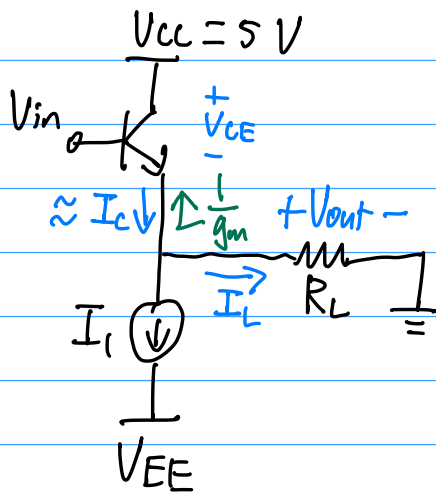 VCC = 5 V
Vin
+
VCE
-
≈ IC
1
gm
+ Vout -
IL
RL
I1
VEE